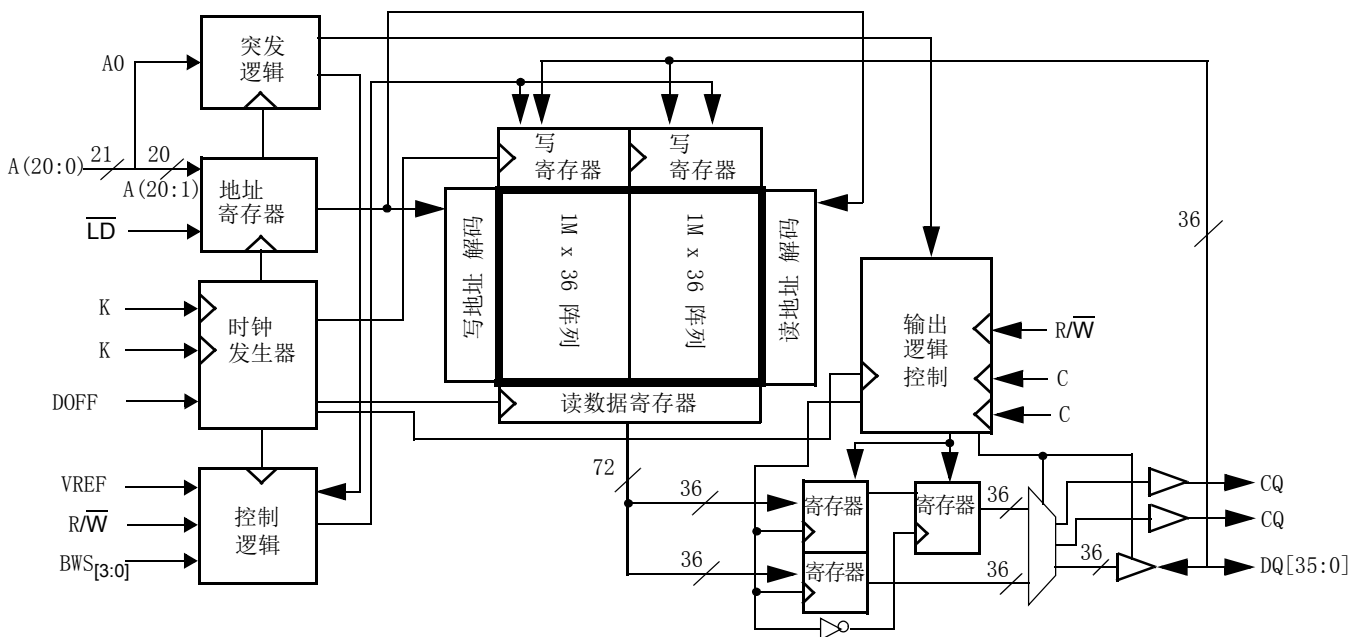 突发
逻辑
A0
A(20:0)
21
20
A(20:1)
地址
寄存器
LD
K
K
DOFF
时钟
发生器
VREF
R/W
BWS[3:0]
控制
逻辑
写
寄存器
写
寄存器
写地址 解码
1M x 36 阵列
1M x 36 阵列
读地址 解码
读数据寄存器
72
36
36
输出
逻辑
控制
R/W
C
C
36
寄存器
寄存器
寄存器
36
36
36
CQ
CQ
DQ[35:0]